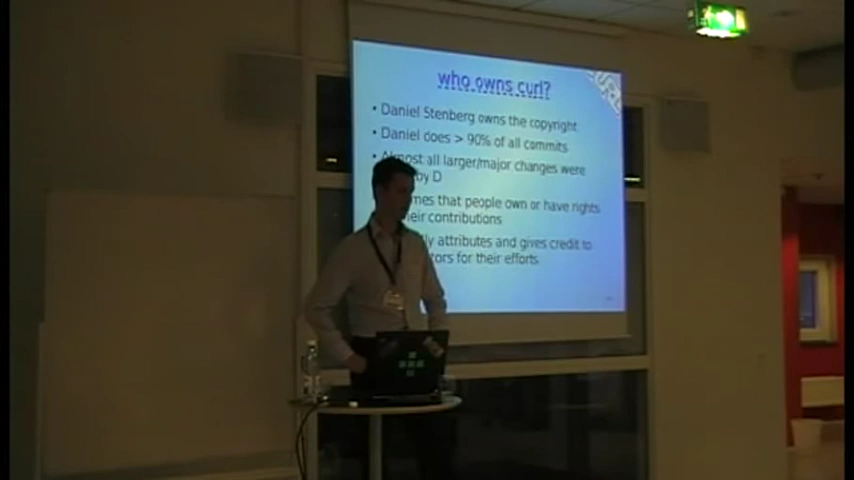 who owns curl?
• Daniel Stenberg owns the copyright
• Daniel does > 90% of all commits
• Almost all larger/major changes were
by D
that people own or have rights
contributions
attributes and gives credit to
for their efforts